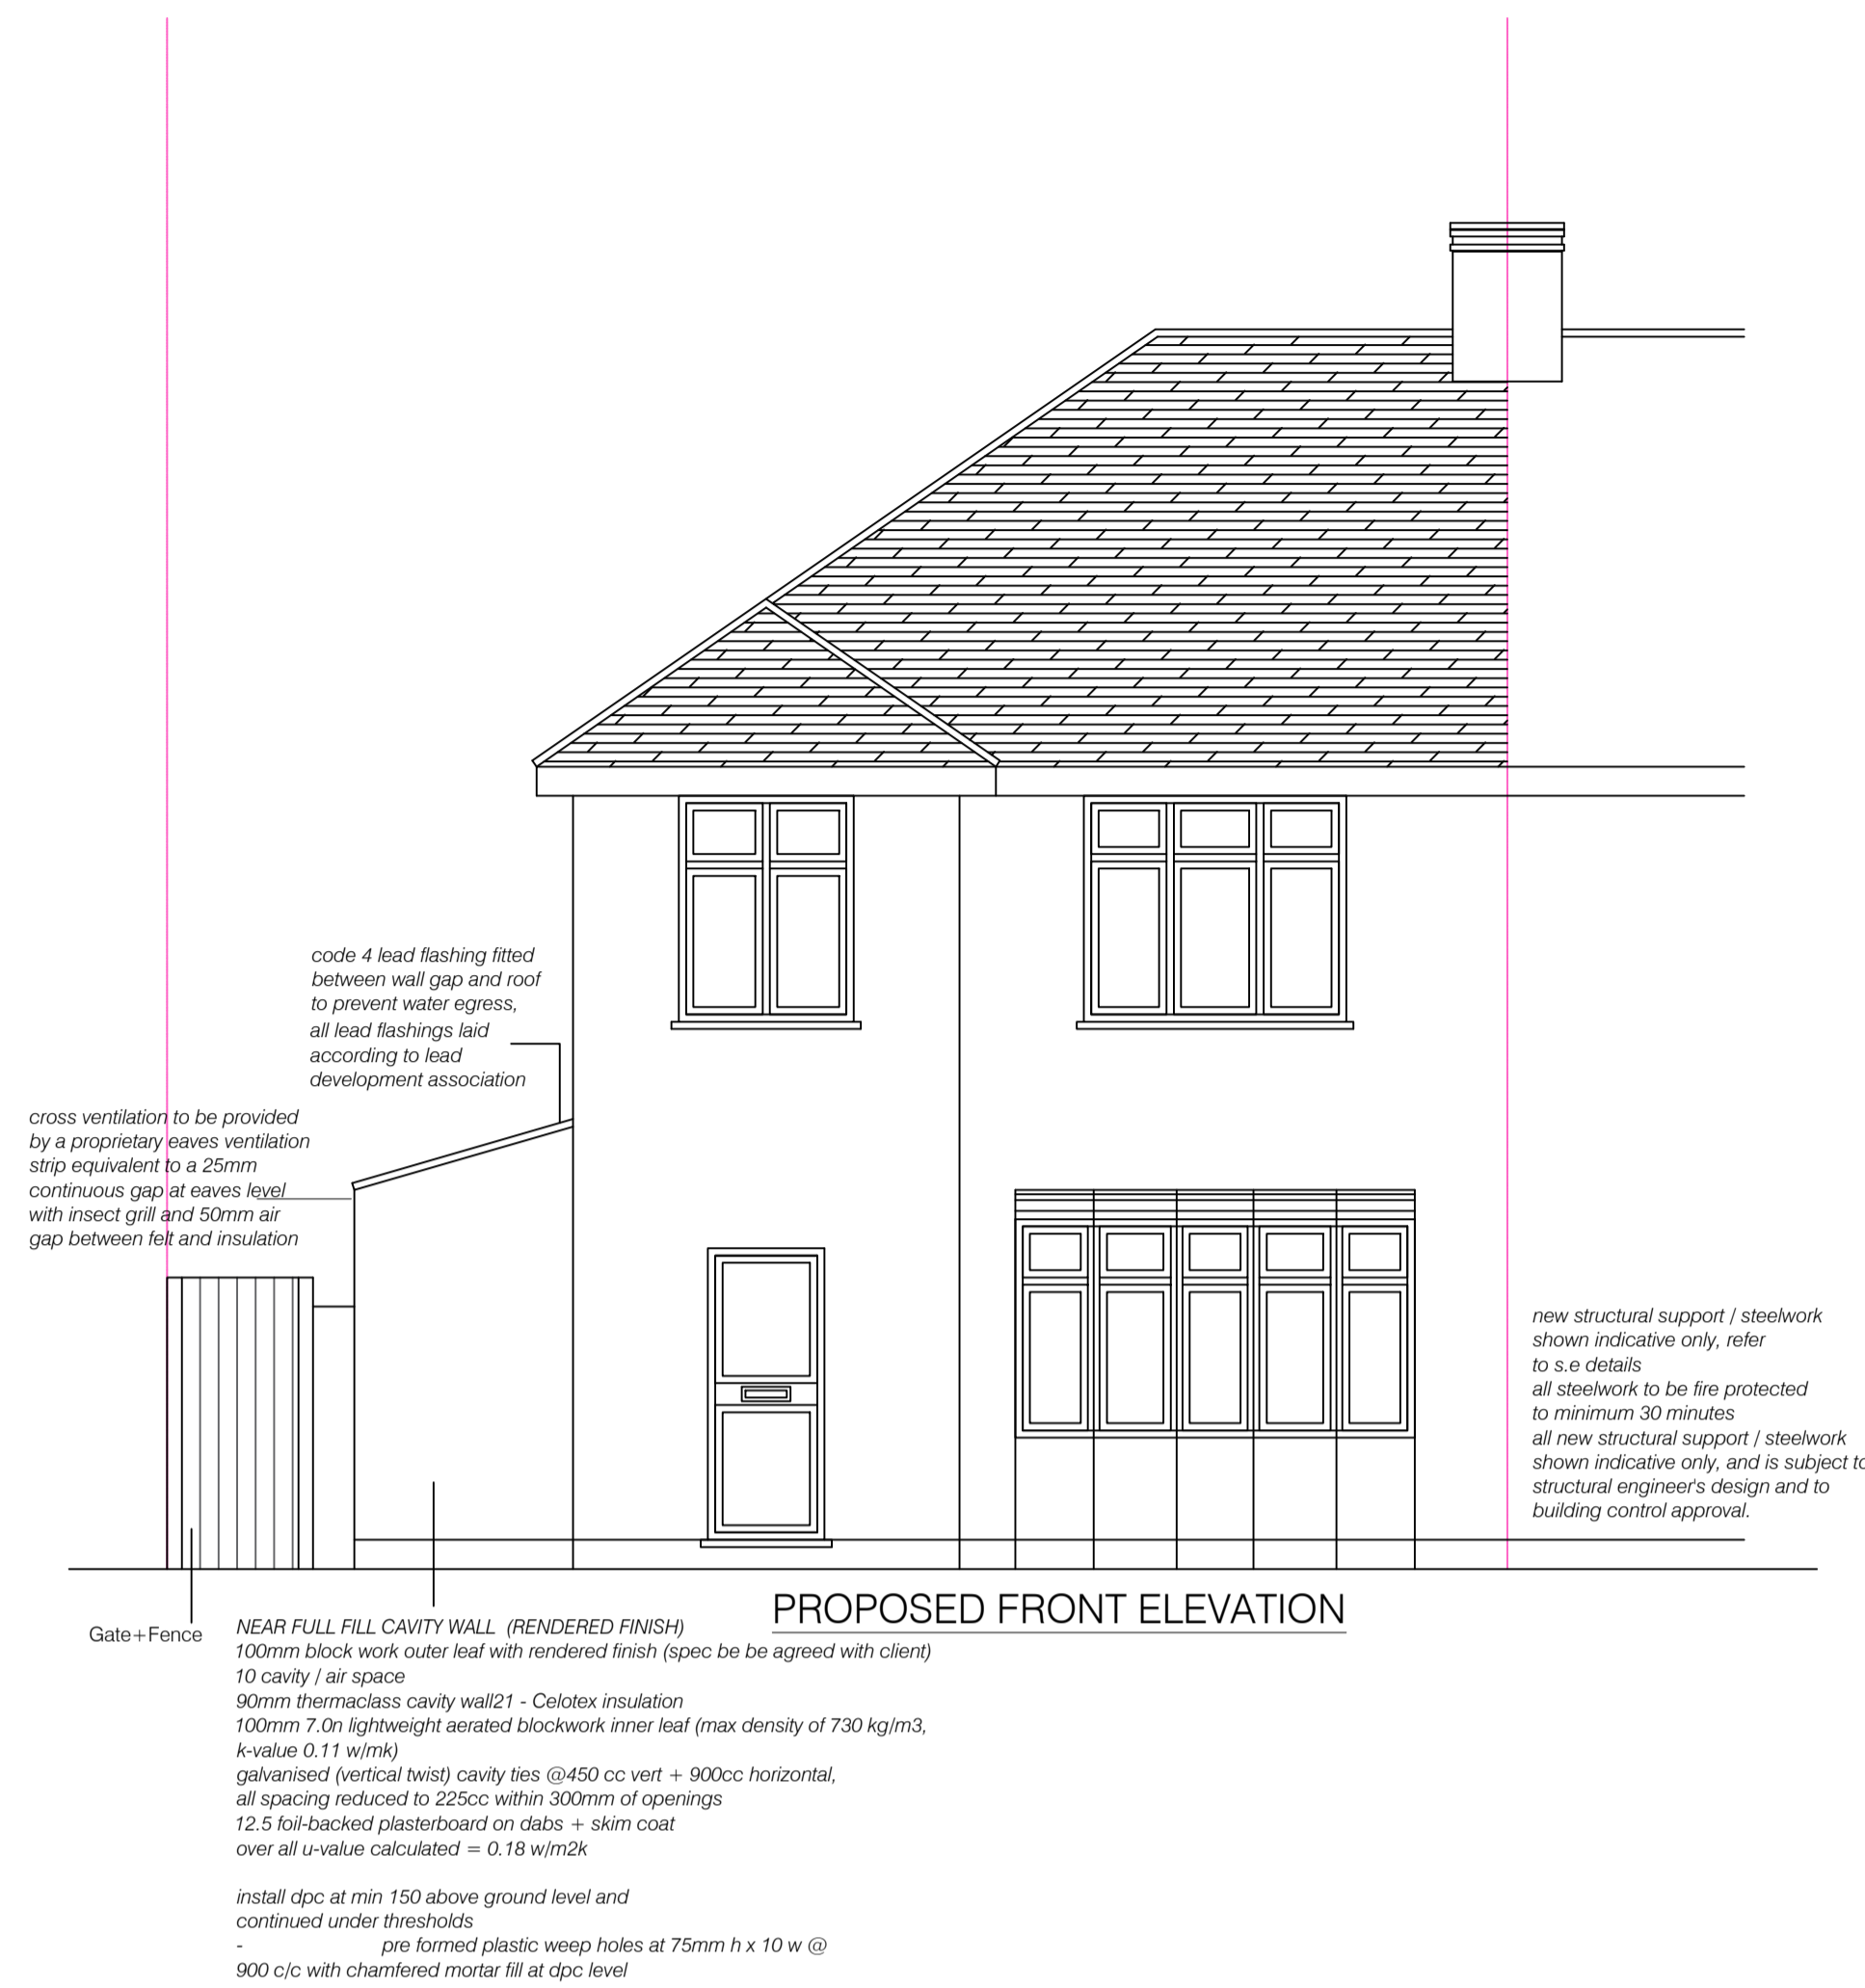 code 4 lead flashing fitted
between wall gap and roof
to prevent water egress,
all lead flashings laid
according to lead
development association
cross ventilation to be provided
by a proprietary eaves ventilation
strip equivalent to a 25mm
continuous gap at eaves level
with insect grill and 50mm air
gap between felt and insulation
new structural support / steelwork
shown indicative only, refer
to s.e details
all steelwork to be fire protected
to minimum 30 minutes
all new structural support / steelwork
shown indicative only, and is subject to
structural engineer's design and to
building control approval.
PROPOSED FRONT ELEVATION
Gate+Fence
NEAR FULL FILL CAVITY WALL (RENDERED FINISH)
100mm block work outer leaf with rendered finish (spec be be agreed with client)
10 cavity / air space
90mm thermaclass cavity wall21 - Celotex insulation
100mm 7.0n lightweight aerated blockwork inner leaf (max density of 730 kg/m3,
k-value 0.11 w/mk)
galvanised (vertical twist) cavity ties @450 cc vert + 900cc horizontal,
all spacing reduced to 225cc within 300mm of openings
12.5 foil-backed plasterboard on dabs + skim coat
over all u-value calculated = 0.18 w/m2k
install dpc at min 150 above ground level and
continued under thresholds
- pre formed plastic weep holes at 75mm h x 10 w @
900 c/c with chamfered mortar fill at dpc level